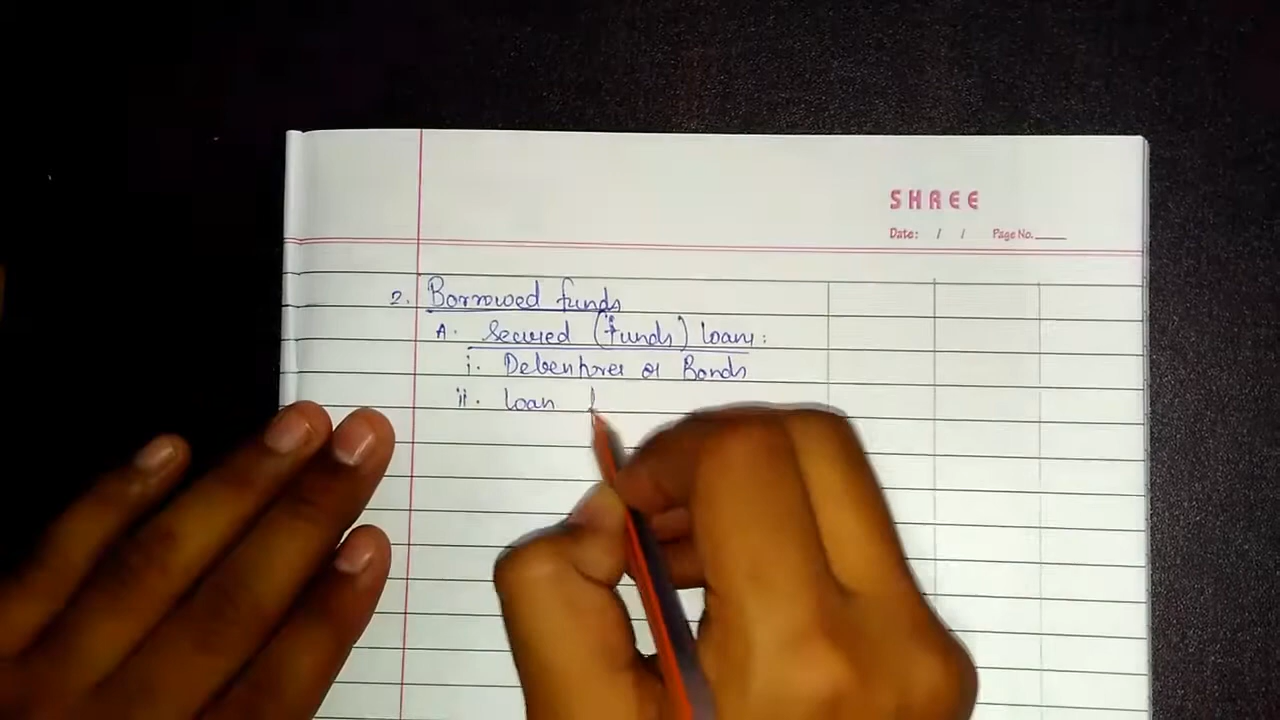 SHREE
Date: / / Page No.
2. Borrowed funds
A. Secured (funds) loans:
i. Debentures or Bonds
ii. Loan